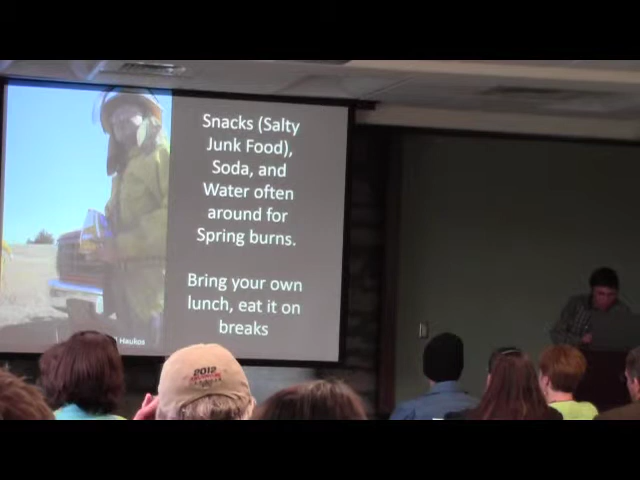 Snacks (Salty
Junk Food),
Soda, and
Water often
around for
Spring burns.
Bring your own
lunch, eat it on
breaks
Haukos
2012